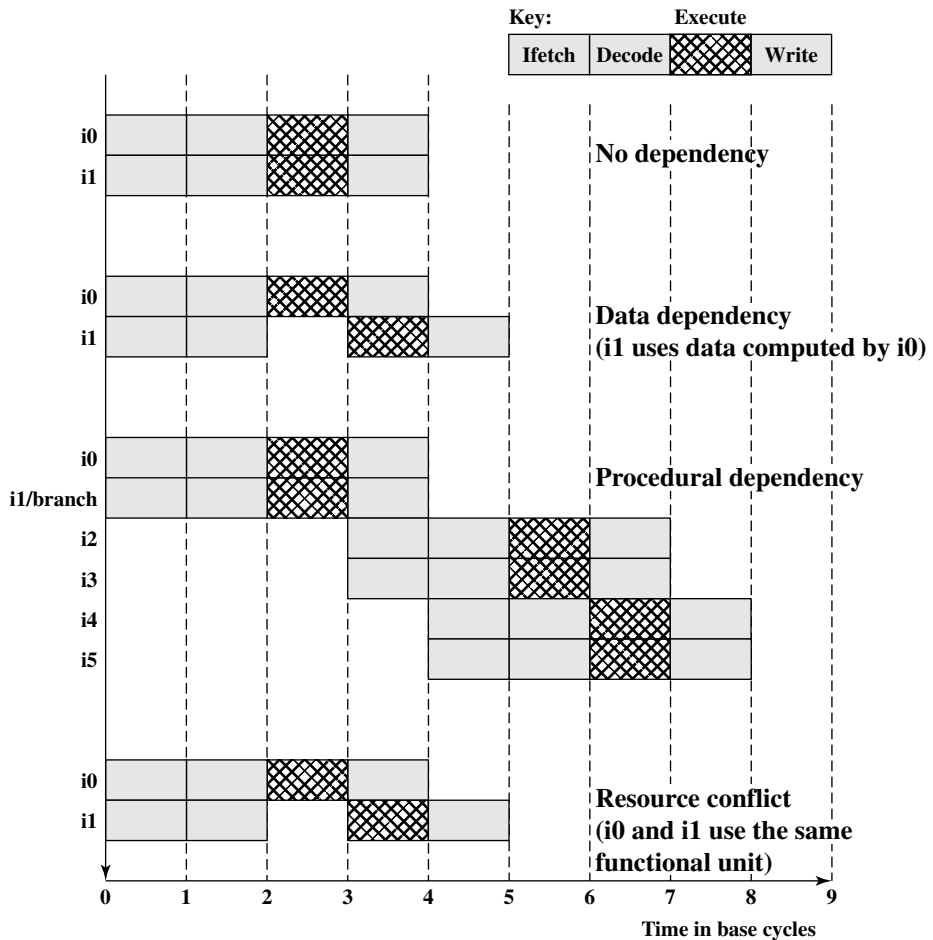 Key: Execute
Ifetch Decode Write
i0
i1
No dependency
i0
i1
Data dependency
(i1 uses data computed by i0)
i0
i1/branch
i2
i3
i4
i5
Procedural dependency
i0
i1
Resource conflict
(i0 and i1 use the same
functional unit)
0 1 2 3 4 5 6 7 8 9
Time in base cycles